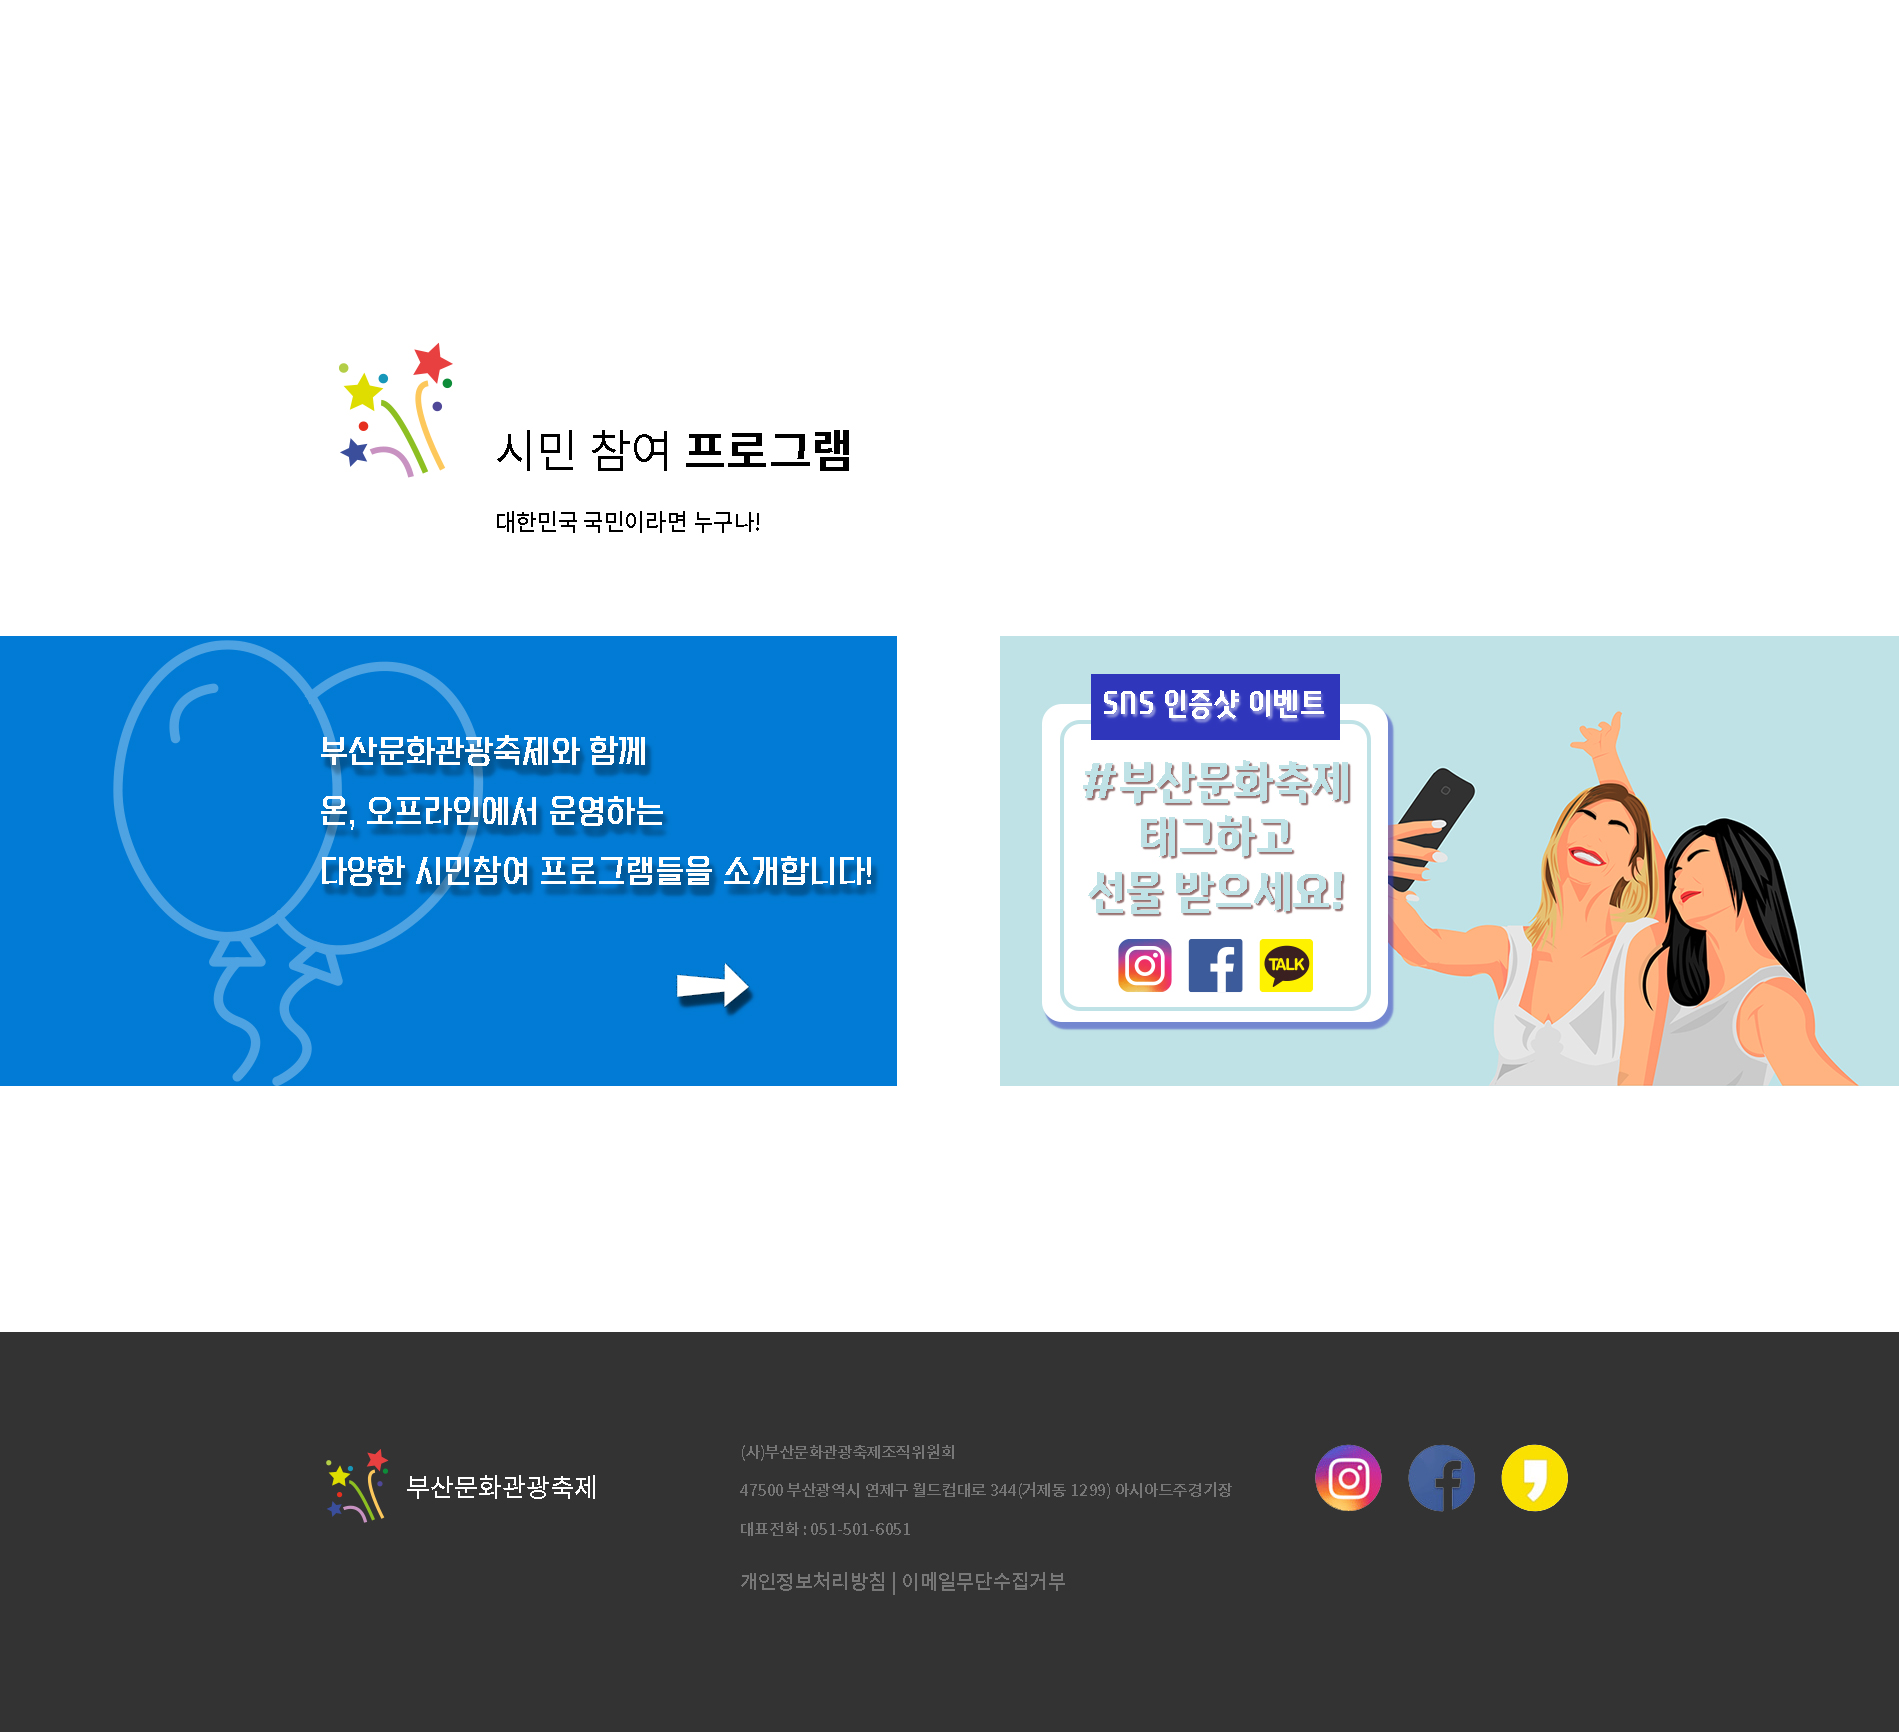 시민 참여 프로그램
대한민국 국민이라면 누구나!
부산문화관광축제와 함께
온, 오프라인에서 운영하는
다양한 시민참여 프로그램들을 소개합니다!
SNS 인증샷 이벤트
#부산문화축제
태그하고
선물 받으세요!
TALK
부산문화관광축제
(사)부산문화관광축제조직위원회
47500 부산광역시 연제구 월드컵대로 344(거제동 1299) 아시아드주경기장
대표전화 : 051-501-6051
개인정보처리방침 | 이메일무단수집거부